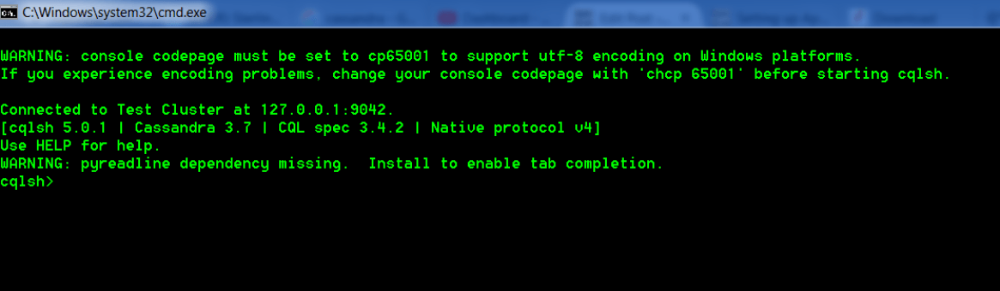 C:\Windows\system32\cmd.exe
WARNING: console codepage must be set to cp65001 to support utf-8 encoding on Windows platforms.
If you experience encoding problems, change your console codepage with 'chcp 65001' before starting cqlsh.
Connected to Test Cluster at 127.0.0.1:9042.
[cqlsh 5.0.1 | Cassandra 3.7 | CQL spec 3.4.2 | Native protocol v4]
Use HELP for help.
WARNING: pyreadline dependency missing.  Install to enable tab completion.
cqlsh>